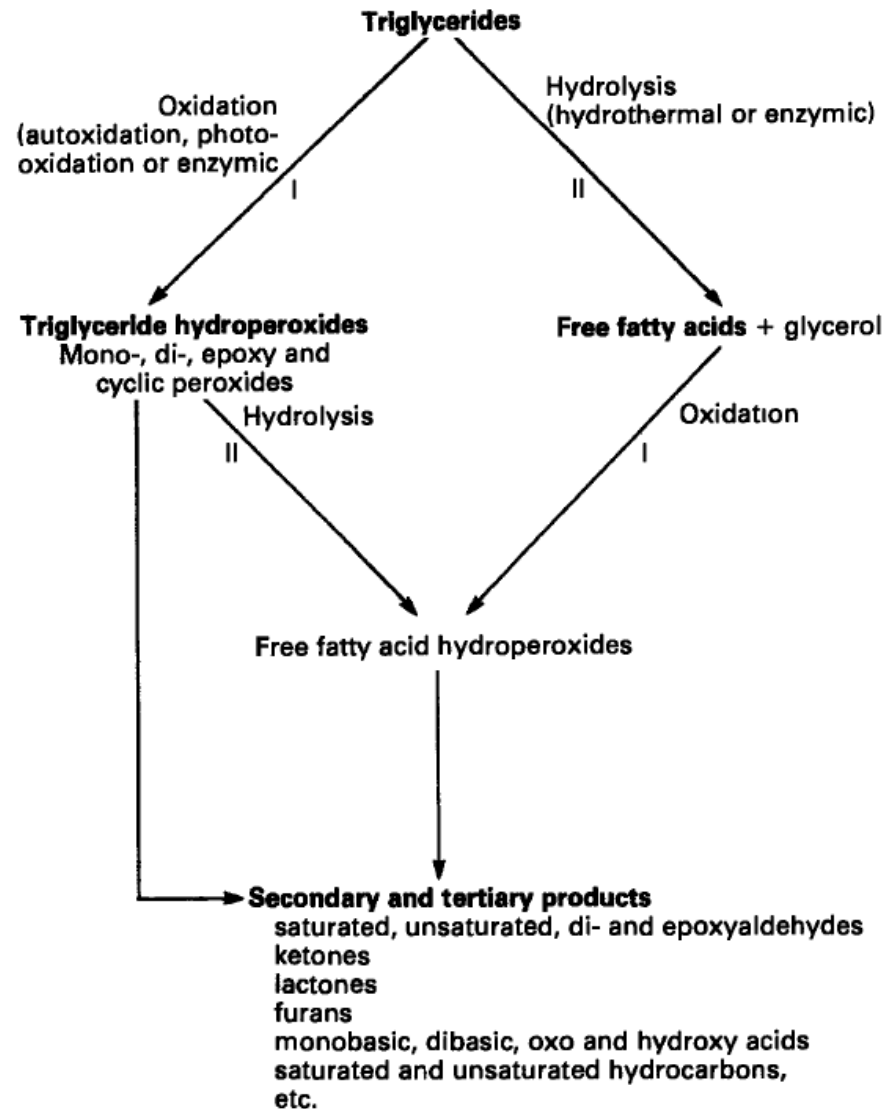 Triglycerides
Oxidation
(autoxidation, photo-
oxidation or enzymic
I
Hydrolysis
(hydrothermal or enzymic)
II
Triglyceride hydroperoxides
Mono-, di-, epoxy and
cyclic peroxides
Free fatty acids + glycerol
Hydrolysis
II
Oxidation
I
Free fatty acid hydroperoxides
Secondary and tertiary products
saturated, unsaturated, di- and epoxyaldehydes
ketones
lactones
furans
monobasic, dibasic, oxo and hydroxy acids
saturated and unsaturated hydrocarbons,
etc.